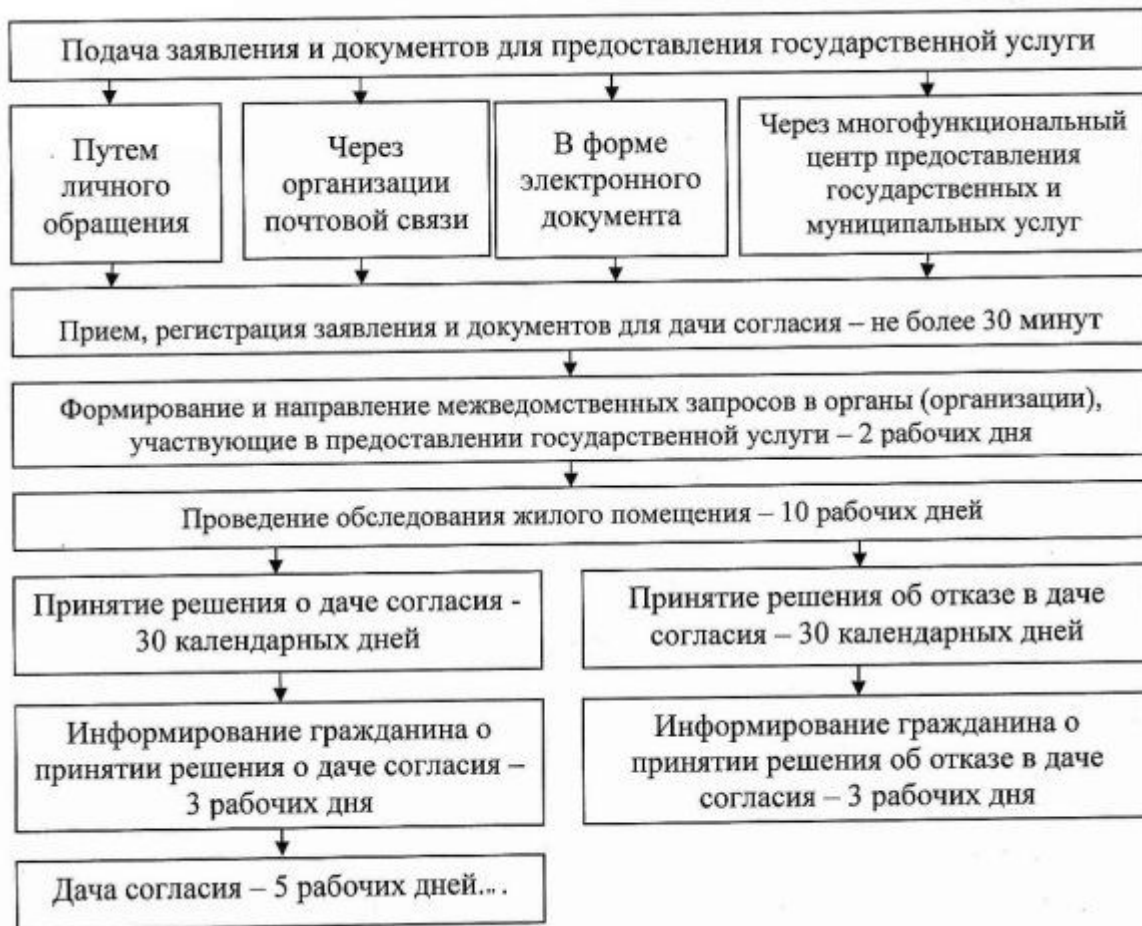 Подача заявления и документов для предоставления государственной услуги
Путем
личного
обращения
Через
организации
почтовой связи
В форме
электронного
документа
Через многофункциональный
центр предоставления
государственных и
муниципальных услуг
Прием, регистрация заявления и документов для дачи согласия – не более 30 минут
Формирование и направление межведомственных запросов в органы (организации),
участвующие в предоставлении государственной услуги – 2 рабочих дня
Проведение обследования жилого помещения – 10 рабочих дней
Принятие решения о даче согласия -
30 календарных дней
Принятие решения об отказе в даче
согласия – 30 календарных дней
Информирование гражданина о
принятии решения о даче согласия –
3 рабочих дня
Информирование гражданина о
принятии решения об отказе в даче
согласия – 3 рабочих дня
Дача согласия – 5 рабочих дней....